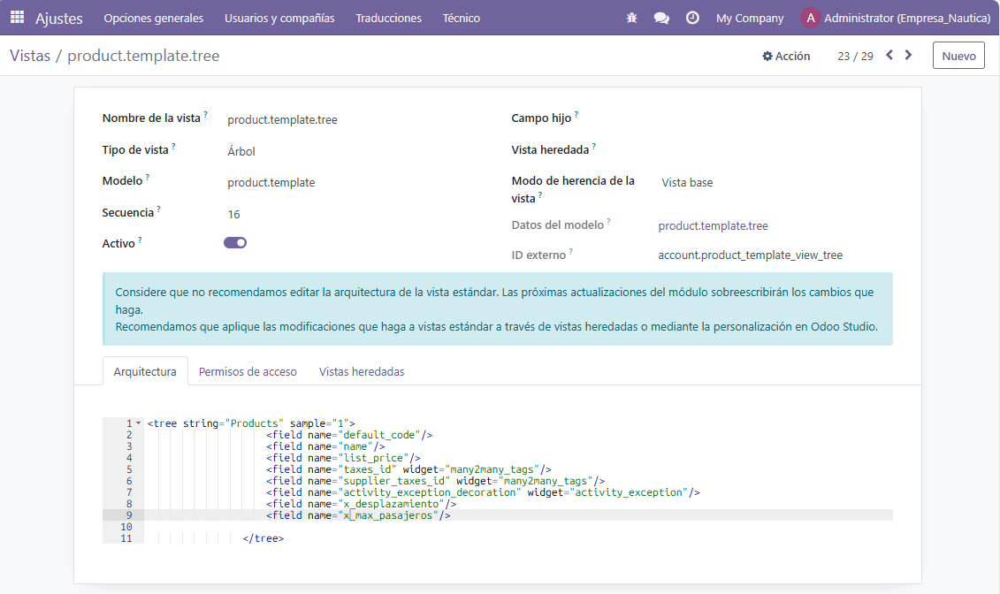 Ajustes Opciones generales Usuarios y compañías Traducciones Técnico My Company A Administrator (Empresa_Nautica)
Vistas / product.template.tree Acción 23 / 29 Nuevo
Nombre de la vista ? product.template.tree
Campo hijo ?
Tipo de vista ? Árbol
Vista heredada ?
Modelo ? product.template
Modo de herencia de la vista ? Vista base
Secuencia ? 16
Datos del modelo ? product.template.tree
Activo ?
ID externo ? account.product_template_view_tree
Considere que no recomendamos editar la arquitectura de la vista estándar. Las próximas actualizaciones del módulo sobreescribirán los cambios que
haga.
Recomendamos que aplique las modificaciones que haga a vistas estándar a través de vistas heredadas o mediante la personalización en Odoo Studio.
Arquitectura Permisos de acceso Vistas heredadas
1 <tree string="Products" sample="1">
2 <field name="default_code"/>
3 <field name="name"/>
4 <field name="list_price"/>
5 <field name="taxes_id" widget="many2many_tags"/>
6 <field name="supplier_taxes_id" widget="many2many_tags"/>
7 <field name="activity_exception_decoration" widget="activity_exception"/>
8 <field name="x_desplazamiento"/>
9 <field name="x_max_pasajeros"/>
10
11 </tree>